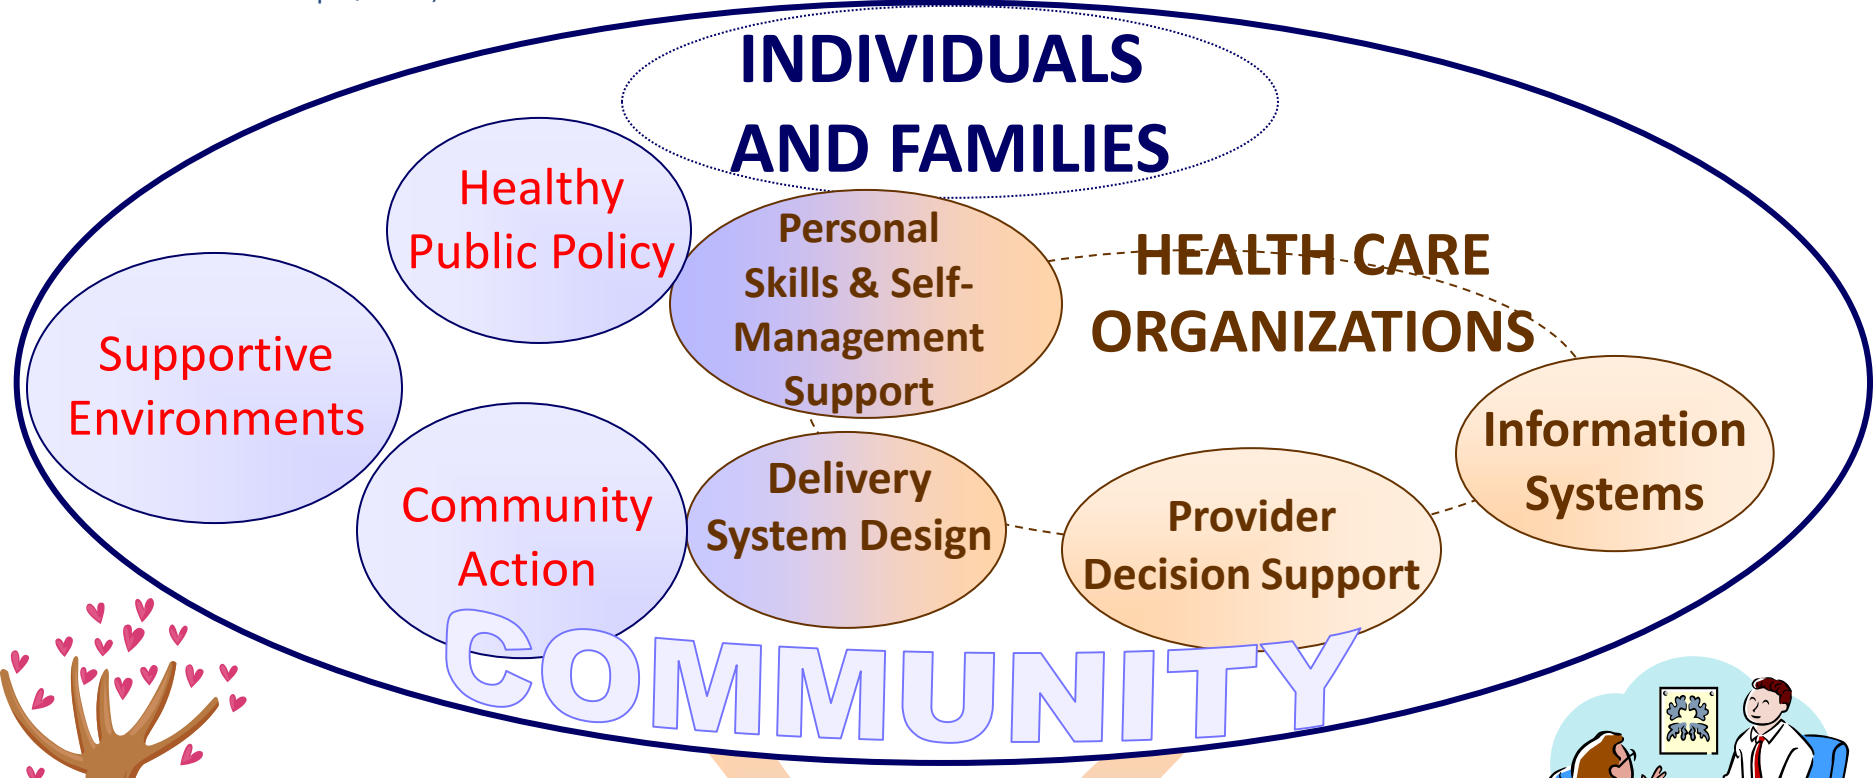 INDIVIDUALS
AND FAMILIES
Healthy
Public Policy
Personal
Skills & Self-
Management
Support
HEALTH CARE
ORGANIZATIONS
Supportive
Environments
Information
Systems
Community
Action
Delivery
System Design
Provider
Decision Support
COMMUNITY